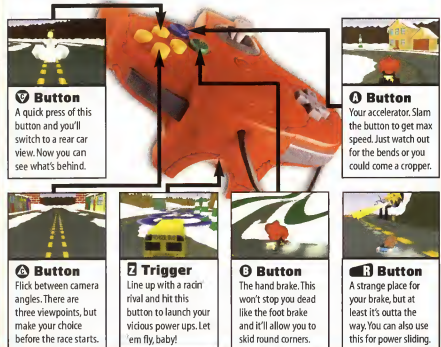 C Button
A quick press of this
button and you'll
switch to a rear car
view. Now you can
see what's behind.
A Button
Your accelerator. Slam
the button to get max
speed. Just watch out
for the bends or you
could come a cropper.
C Button
Flick between camera
angles. There are
three viewpoints, but
make your choice
before the race starts.
Z Trigger
Line up with a racin'
rival and hit this
button to launch your
vicious power ups. Let
'em fly, baby!
B Button
The hand brake. This
won't stop you dead
like the foot brake
and it'll allow you to
skid round corners.
R Button
A strange place for
your brake, but at
least it's outta the
way. You can also use
this for power sliding.